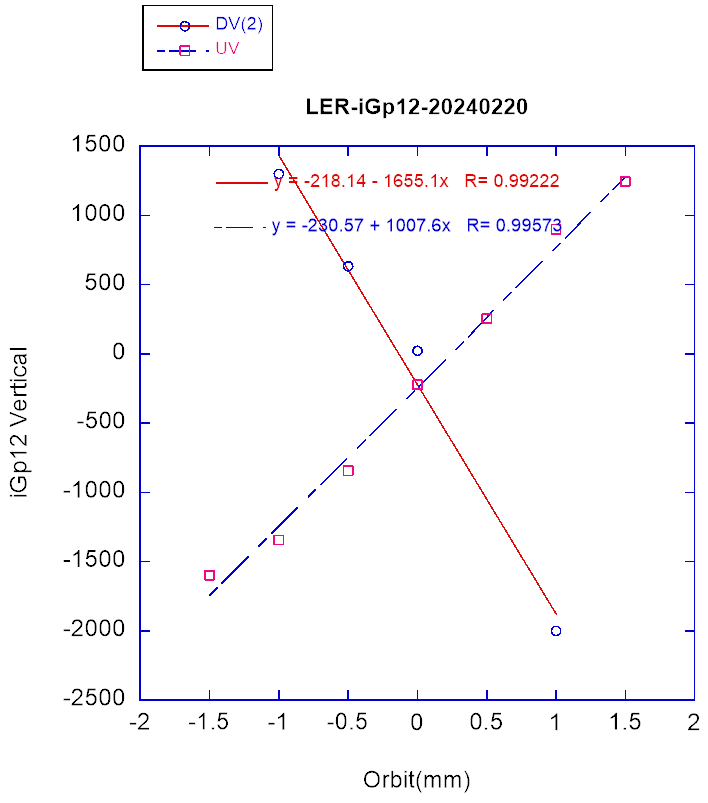 DV(2)
UV
LER-iGp12-20240220
1500
1000
500
0
-500
-1000
-1500
-2000
-2500
y = -218.14 - 1655.1x R= 0.99222
y = -230.57 + 1007.6x R= 0.99573
iGp12 Vertical
-2 -1.5 -1 -0.5 0 0.5 1 1.5 2
Orbit(mm)